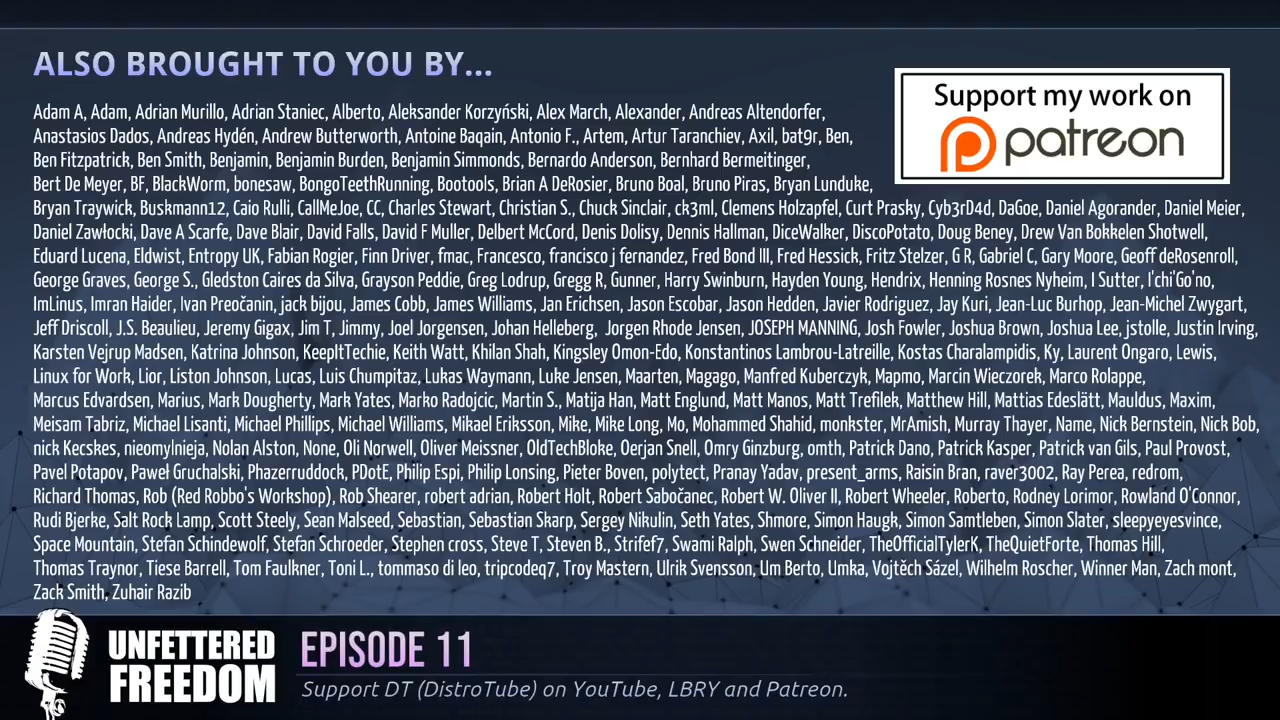 ALSO BROUGHT TO YOU BY...
Support my work on
patreon
Adam A, Adam, Adrian Murillo, Adrian Staniec, Alberto, Aleksander Korzyński, Alex March, Alexander, Andreas Altendorfer,
Anastasios Dados, Andreas Hydén, Andrew Butterworth, Antoine Baqain, Antonio F., Artem, Artur Taranchiev, Axil, bat9r, Ben,
Ben Fitzpatrick, Ben Smith, Benjamin, Benjamin Burden, Benjamin Simmonds, Bernardo Anderson, Bernhard Bermeitinger,
Bert De Meyer, BF, BlackWorm, bonesaw, BongoTeethRunning, Bootools, Brian A DeRosier, Bruno Boal, Bruno Piras, Bryan Lunduke,
Bryan Traywick, Buskmann12, Caio Rulli, CallMeJoe, CC, Charles Stewart, Christian S., Chuck Sinclair, ck3ml, Clemens Holzapfel, Curt Prasky, Cyb3rD4d, DaGoe, Daniel Agorander, Daniel Meier,
Daniel Zawłocki, Dave A Scarfe, Dave Blair, David Falls, David F Muller, Delbert McCord, Denis Dolisy, Dennis Hallman, DiceWalker, DiscoPotato, Doug Beney, Drew Van Bokkelen Shotwell,
Eduard Lucena, Eldwist, Entropy UK, Fabian Rogier, Finn Driver, fmac, Francesco, francisco j fernandez, Fred Bond III, Fred Hessick, Fritz Stelzer, G R, Gabriel C, Gary Moore, Geoff deRosenroll,
George Graves, George S., Gledston Caires da Silva, Grayson Peddie, Greg Lodrup, Gregg R, Gunner, Harry Swinburn, Hayden Young, Hendrix, Henning Rosnes Nyheim, I Sutter, I'chi'Go'no,
ImLinus, Imran Haider, Ivan Preočanin, jack bijou, James Cobb, James Williams, Jan Erichsen, Jason Escobar, Jason Hedden, Javier Rodriguez, Jay Kuri, Jean-Luc Burhop, Jean-Michel Zwygart,
Jeff Driscoll, J.S. Beaulieu, Jeremy Gigax, Jim T, Jimmy, Joel Jorgensen, Johan Helleberg, Jorgen Rhode Jensen, JOSEPH MANNING, Josh Fowler, Joshua Brown, Joshua Lee, jstolle, Justin Irving,
Karsten Vejrup Madsen, Katrina Johnson, KeepItTechie, Keith Watt, Khilan Shah, Kingsley Omon-Edo, Konstantinos Lambrou-Latreille, Kostas Charalampidis, Ky, Laurent Ongaro, Lewis,
Linux for Work, Lior, Liston Johnson, Lucas, Luis Chumpitaz, Lukas Waymann, Luke Jensen, Maarten, Magago, Manfred Kuberczyk, Mapmo, Marcin Wieczorek, Marco Rolappe,
Marcus Edvardsen, Marius, Mark Dougherty, Mark Yates, Marko Radojcic, Martin S., Matija Han, Matt Englund, Matt Manos, Matt Trefilek, Matthew Hill, Mattias Edeslätt, Mauldus, Maxim,
Meisam Tabriz, Michael Lisanti, Michael Phillips, Michael Williams, Mikael Eriksson, Mike, Mike Long, Mo, Mohammed Shahid, monkster, MrAmish, Murray Thayer, Name, Nick Bernstein, Nick Bob,
nick Kecskes, nieomylnieja, Nolan Alston, None, Oli Norwell, Oliver Meissner, OldTechBloke, Oerjan Snell, Omry Ginzburg, omth, Patrick Dano, Patrick Kasper, Patrick van Gils, Paul Provost,
Pavel Potapov, Paweł Gruchalski, Phazerruddock, PDotE, Philip Espi, Philip Lonsing, Pieter Boven, polytect, Pranay Yadav, present_arms, Raisin Bran, raver3002, Ray Perea, redrom,
Richard Thomas, Rob (Red Robbo's Workshop), Rob Shearer, robert adrian, Robert Holt, Robert Sabočanec, Robert W. Oliver II, Robert Wheeler, Roberto, Rodney Lorimor, Rowland O'Connor,
Rudi Bjerke, Salt Rock Lamp, Scott Steely, Sean Malseed, Sebastian, Sebastian Skarp, Sergey Nikulin, Seth Yates, Shmore, Simon Haugk, Simon Samtleben, Simon Slater, sleepyeyesvince,
Space Mountain, Stefan Schindewolf, Stefan Schroeder, Stephen cross, Steve T, Steven B., Strifef7, Swami Ralph, Swen Schneider, TheOfficialTylerK, TheQuietForte, Thomas Hill,
Thomas Traynor, Tiese Barrell, Tom Faulkner, Toni L., tommaso di leo, tripcodeq7, Troy Mastern, Ulrik Svensson, Um Berto, Umka, Vojtěch Sázel, Wilhelm Roscher, Winner Man, Zach mont,
Zack Smith, Zuhair Razib
UNFETTERED
FREEDOM
EPISODE 11
Support DT (DistroTube) on YouTube, LBRY and Patreon.